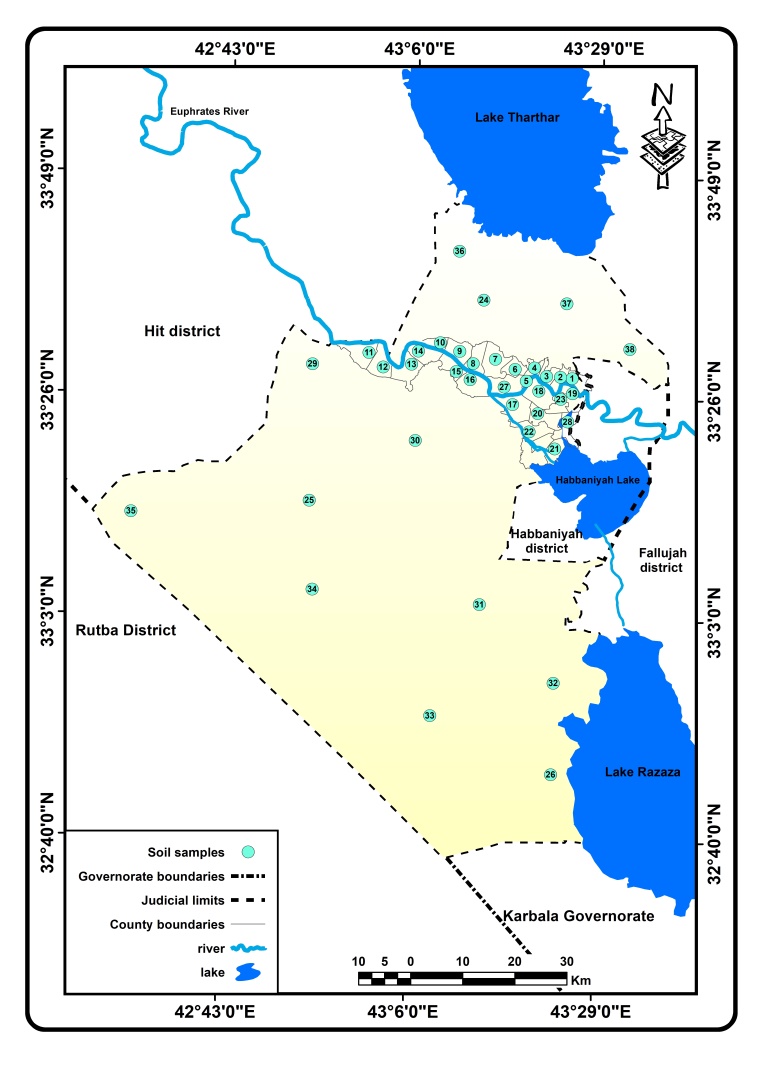 42°43'0"E 43°6'0"E 43°29'0"E
Euphrates River
Lake Tharthar
N
33°49'0"N
33°49'0"N
36
24
37
Hit district
38
10
14
9
11
29
13
12
8
7
15
16
6
4
5
3
2
1
27
18
19
23
17
20
28
22
21
33°26'0"N
33°26'0"N
30
Habbaniyah Lake
25
35
Habbaniyah
district
Fallujah
district
34
31
33°3'0"N
33°3'0"N
Rutba District
32
33
26
Lake Razaza
32°40'0"N
32°40'0"N
Soil samples
Governorate boundaries
Judicial limits
County boundaries
river
lake
Karbala Governorate
10 5 0 10 20 30
Km
42°43'0"E 43°6'0"E 43°29'0"E